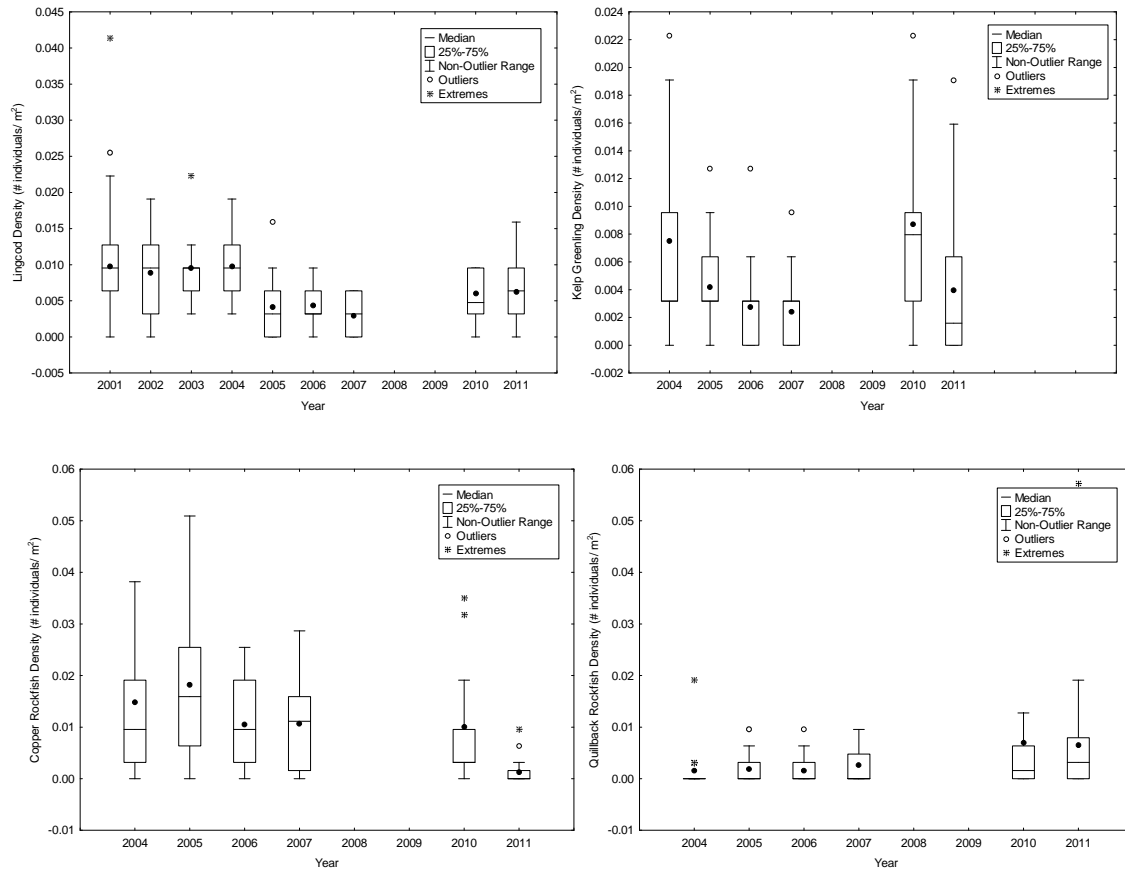 0.045
0.040
0.035
0.030
0.025
0.020
0.015
0.010
0.005
0.000
-0.005
Lingcod Density (# individuals/ m²)
Median
25%-75%
Non-Outlier Range
Outliers
Extremes
2001 2002 2003 2004 2005 2006 2007 2008 2009 2010 2011
Year
0.024
0.022
0.020
0.018
0.016
0.014
0.012
0.010
0.008
0.006
0.004
0.002
0.000
-0.002
Kelp Greenling Density (# individuals/ m²)
Median
25%-75%
Non-Outlier Range
Outliers
Extremes
2004 2005 2006 2007 2008 2009 2010 2011
Year
0.06
0.05
0.04
0.03
0.02
0.01
0.00
-0.01
Copper Rockfish Density (# individuals/ m²)
Median
25%-75%
Non-Outlier Range
Outliers
Extremes
2004 2005 2006 2007 2008 2009 2010 2011
Year
0.06
0.05
0.04
0.03
0.02
0.01
0.00
-0.01
Quillback Rockfish Density (# individuals/ m²)
Median
25%-75%
Non-Outlier Range
Outliers
Extremes
2004 2005 2006 2007 2008 2009 2010 2011
Year